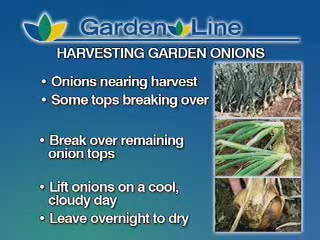 Garden Line
HARVESTING GARDEN ONIONS
• Onions nearing harvest
• Some tops breaking over
• Break over remaining
onion tops
• Lift onions on a cool,
cloudy day
• Leave overnight to dry